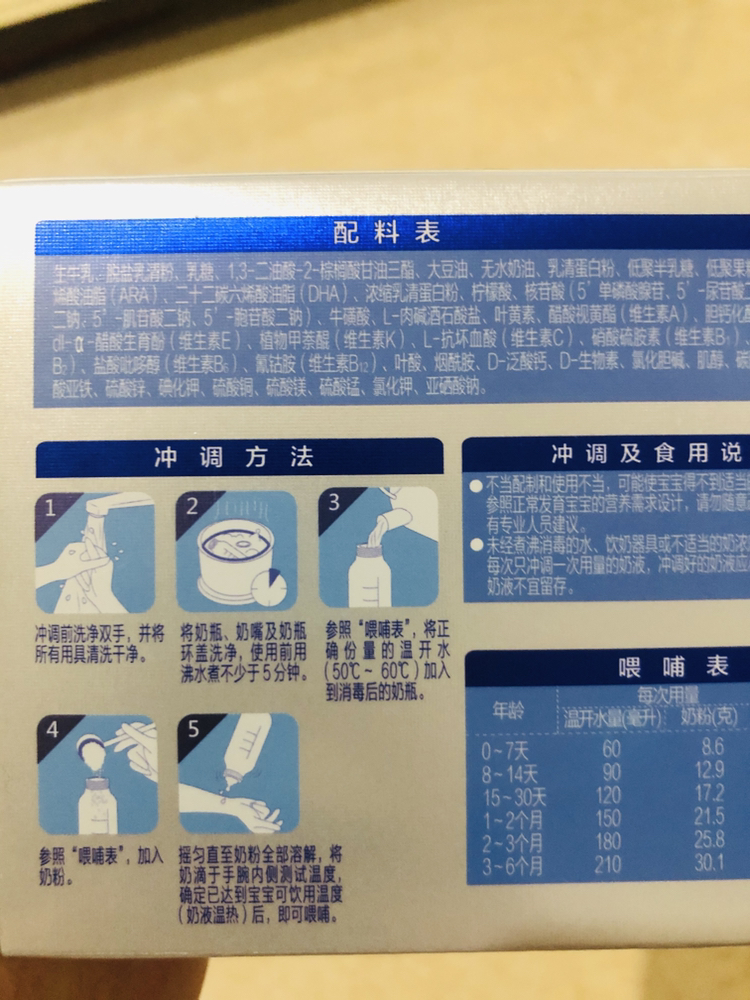 配料表
生牛乳、脱盐乳清粉、乳糖、1,3-二油酸-2-棕榈酸甘油三酯、大豆油、无水奶油、乳清蛋白粉、低聚半乳糖、低聚果
烯酸油脂（ARA）、二十二碳六烯酸油脂（DHA）、浓缩乳清蛋白粉、柠檬酸、核苷酸（5′单磷酸腺苷、5′-尿苷酸
二钠、5′-肌苷酸二钠、5′-胞苷酸二钠）、牛磺酸、L-肉碱酒石酸盐、叶黄素、醋酸视黄酯（维生素A）、胆钙化
dl-α-醋酸生育酚（维生素E）、植物甲萘醌（维生素K）、L-抗坏血酸（维生素C）、硝酸硫胺素（维生素B₁）、
B₂）、盐酸吡哆醇（维生素B₆）、氰钴胺（维生素B₁₂）、叶酸、烟酰胺、D-泛酸钙、D-生物素、氯化胆碱、肌醇、碳
酸亚铁、硫酸锌、碘化钾、硫酸铜、硫酸镁、硫酸锰、氯化钾、亚硒酸钠。
冲调方法
1
冲调前洗净双手，并将
所有用具清洗干净。
2
将奶瓶、奶嘴及奶瓶
环盖洗净，使用前用
沸水煮不少于5分钟。
3
参照“喂哺表”，将正
确份量的温开水
（50℃~60℃）加入
到消毒后的奶瓶。
4
参照“喂哺表”，加入
奶粉。
5
摇匀直至奶粉全部溶解，将
奶滴于手腕内侧测试温度，
确定已达到宝宝可饮用温度
（奶液温热）后，即可喂哺。
冲调及食用说
●不当配制和使用不当，可能使宝宝得不到适当
参照正常发育宝宝的营养需求设计，请勿随意
有专业人员建议。
●未经煮沸消毒的水、饮奶器具或不适当的奶液
每次只冲调一次用量的奶液，冲调好的奶液应
奶液不宜留存。
喂哺表
年龄 每次用量
温开水量(毫升) 奶粉(克)
0~7天 60 8.6
8~14天 90 12.9
15~30天 120 17.2
1~2个月 150 21.5
2~3个月 180 25.8
3~6个月 210 30.1